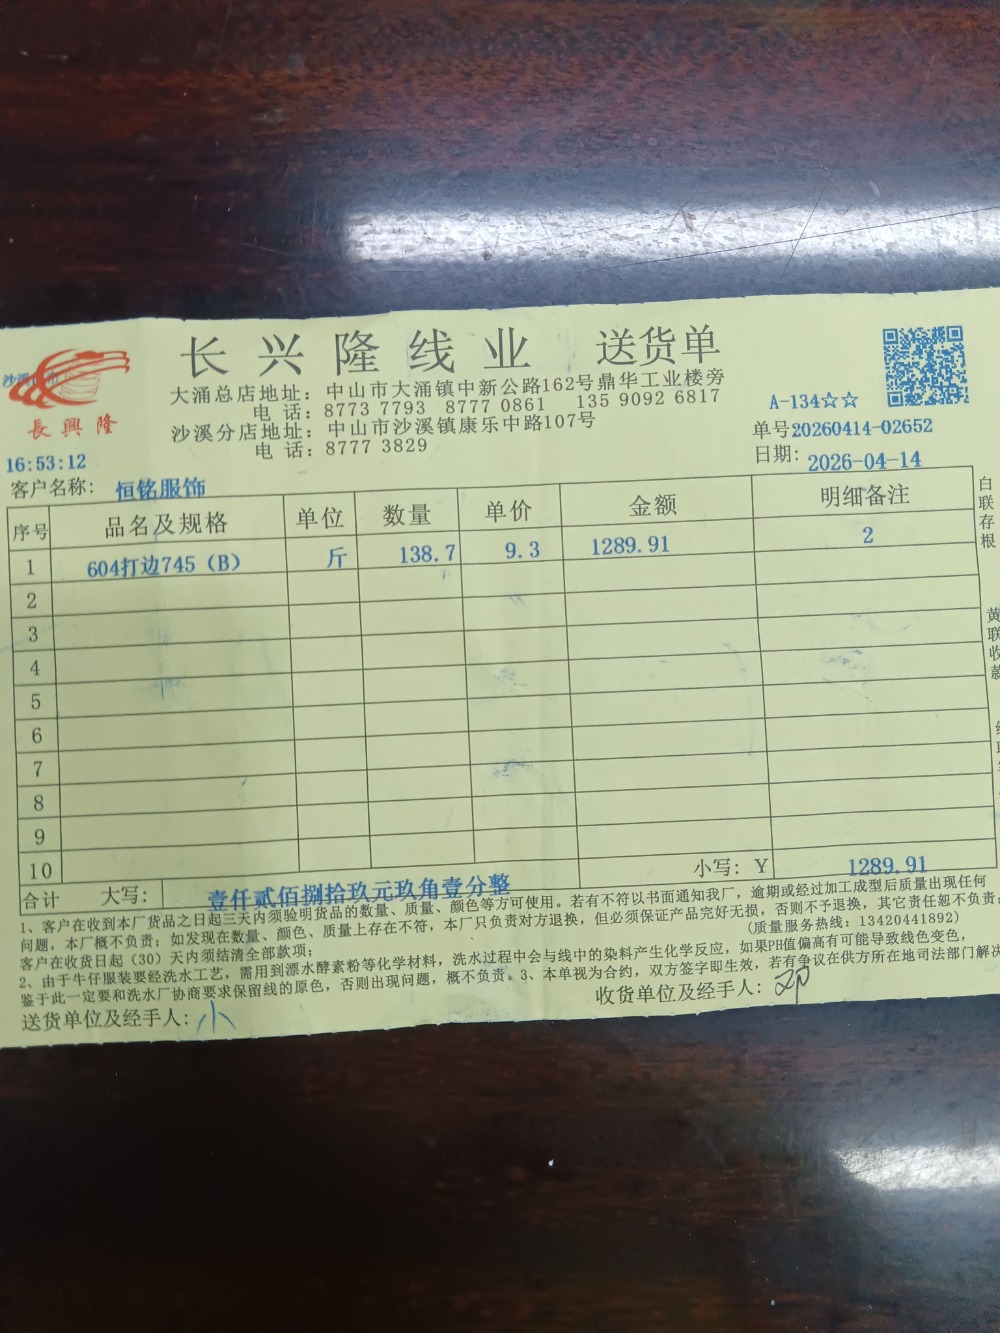 长兴隆线业 送货单
大涌总店地址：中山市大涌镇中新公路162号鼎华工业楼旁
电 话：8773 7793 8777 0861 135 9092 6817
沙溪分店地址：中山市沙溪镇康乐中路107号
电 话：8777 3829
長興隆
A-134☆☆
单号20260414-02652
日期：2026-04-14
16:53:12
客户名称：恒铭服饰
序号 品名及规格 单位 数量 单价 金额 明细备注
1 604打边745（B） 斤 138.7 9.3 1289.91 2
2
3
4
5
6
7
8
9
10
小写：Y 1289.91
合计 大写：壹仟贰佰捌拾玖元玖角壹分整
1、客户在收到本厂货品之日起三天内须验明货品的数量、质量、颜色等方可使用。若有不符以书面通知我厂，逾期或经过加工成型后质量出现任何
问题，本厂概不负责；如发现在数量、颜色、质量上存在不符，本厂只负责对方退换，但必须保证产品完好无损，否则不予退换，其它责任恕不负责；
客户在收货日起（30）天内须结清全部款项；
(质量服务热线：13420441892)
2、由于牛仔服装要经洗水工艺，需用到漂水酵素粉等化学材料，洗水过程中会与线中的染料产生化学反应，如果PH值偏高有可能导致线色变色，
鉴于此一定要和洗水厂协商要求保留线的原色，否则出现问题，概不负责。3、本单视为合约，双方签字即生效，若有争议在供方所在地司法部门解决
送货单位及经手人：小
收货单位及经手人：
白联存根
黄联收款